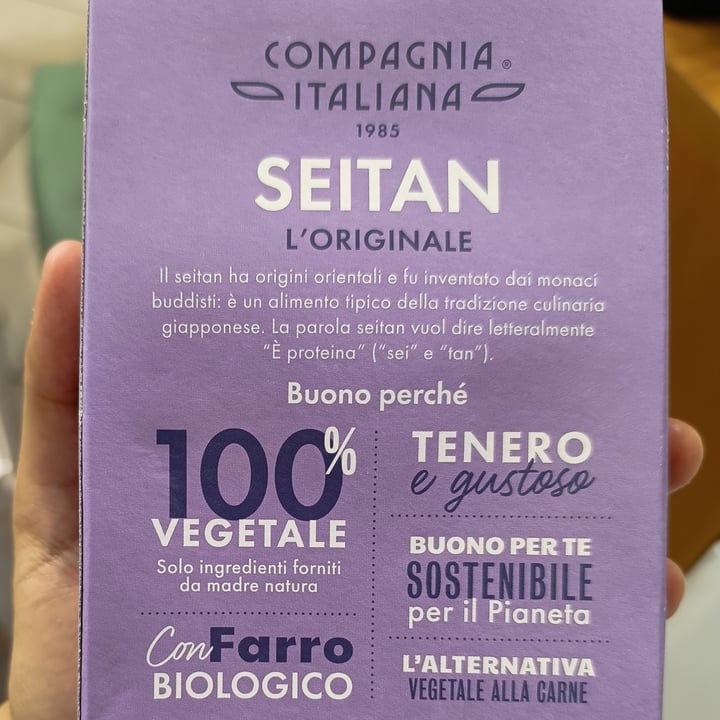 COMPAGNIA®
ITALIANA
1985
SEITAN
L'ORIGINALE
Il seitan ha origini orientali e fu inventato dai monaci
buddisti: è un alimento tipico della tradizione culinaria
giapponese. La parola seitan vuol dire letteralmente
“È proteina” (“sei” e “tan”).
Buono perché
100%
VEGETALE
Solo ingredienti forniti
da madre natura
Con Farro
BIOLOGICO
TENERO
e gustoso
BUONO PER TE
SOSTENIBILE
per il Pianeta
L'ALTERNATIVA
VEGETALE ALLA CARNE